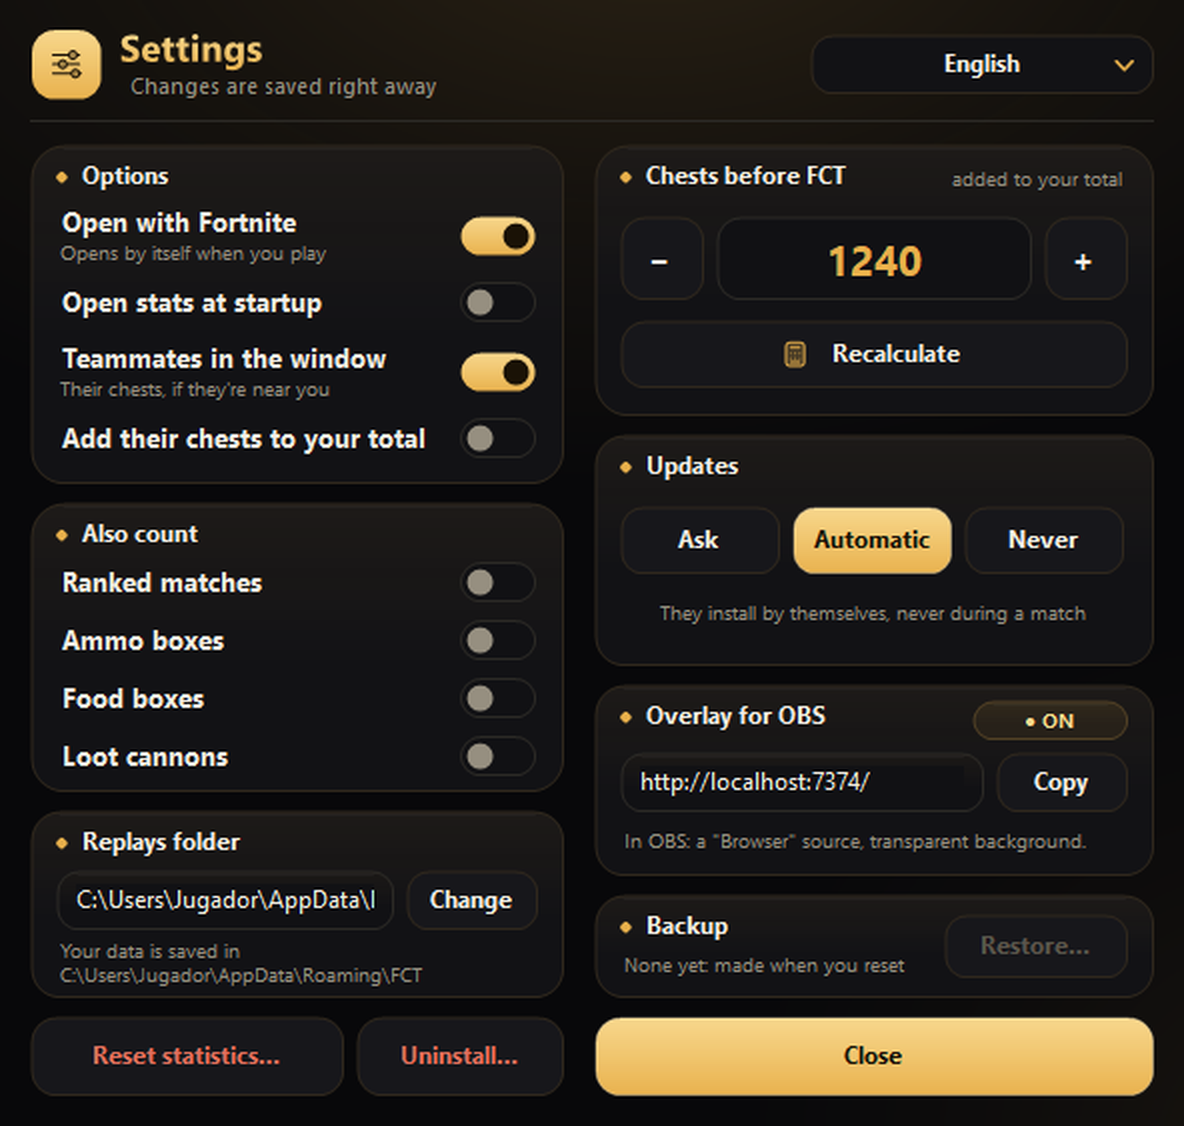 Settings
Changes are saved right away
English
Options
Open with Fortnite
Opens by itself when you play
Open stats at startup
Teammates in the window
Their chests, if they're near you
Add their chests to your total
Also count
Ranked matches
Ammo boxes
Food boxes
Loot cannons
Replays folder
C:\Users\Jugador\AppData\l
Change
Your data is saved in
C:\Users\Jugador\AppData\Roaming\FCT
Reset statistics...
Uninstall...
Chests before FCT
added to your total
− 1240 +
Recalculate
Updates
Ask Automatic Never
They install by themselves, never during a match
Overlay for OBS
• ON
http://localhost:7374/
Copy
In OBS: a "Browser" source, transparent background.
Backup
None yet: made when you reset
Restore...
Close